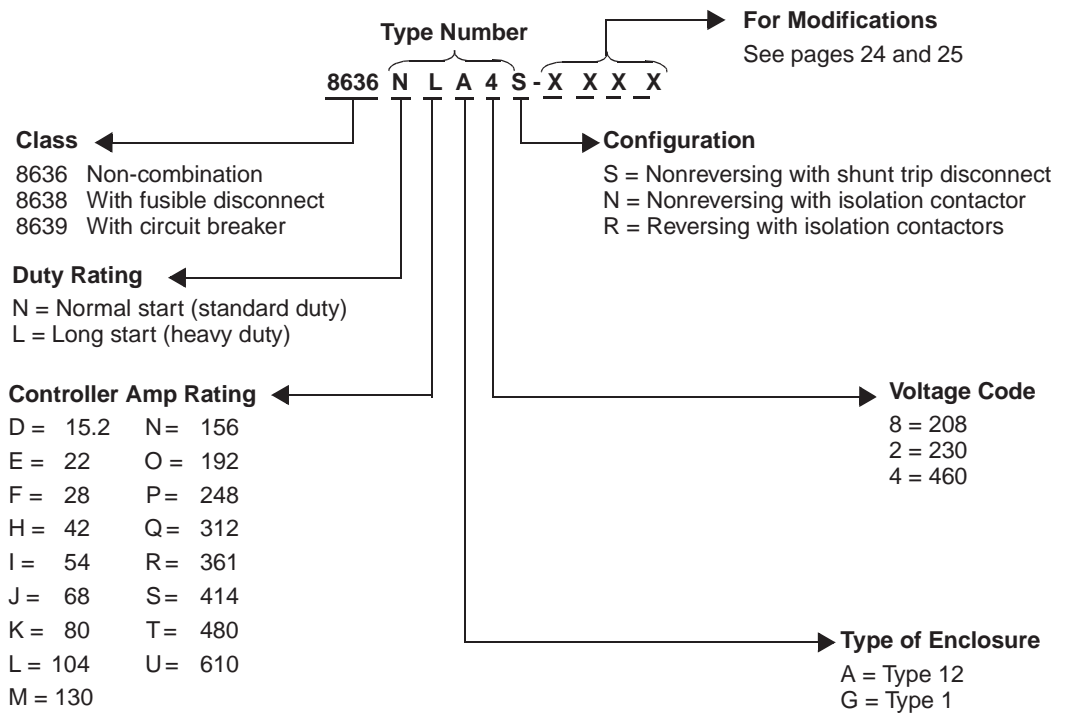 For Modifications
See pages 24 and 25
Type Number
8636 N L A 4 S - X X X X
Class
8636 Non-combination
8638 With fusible disconnect
8639 With circuit breaker
Configuration
S = Nonreversing with shunt trip disconnect
N = Nonreversing with isolation contactor
R = Reversing with isolation contactors
Duty Rating
N = Normal start (standard duty)
L = Long start (heavy duty)
Controller Amp Rating
D = 15.2 N = 156
E = 22 O = 192
F = 28 P = 248
H = 42 Q = 312
I = 54 R = 361
J = 68 S = 414
K = 80 T = 480
L = 104 U = 610
M = 130
Voltage Code
8 = 208
2 = 230
4 = 460
Type of Enclosure
A = Type 12
G = Type 1